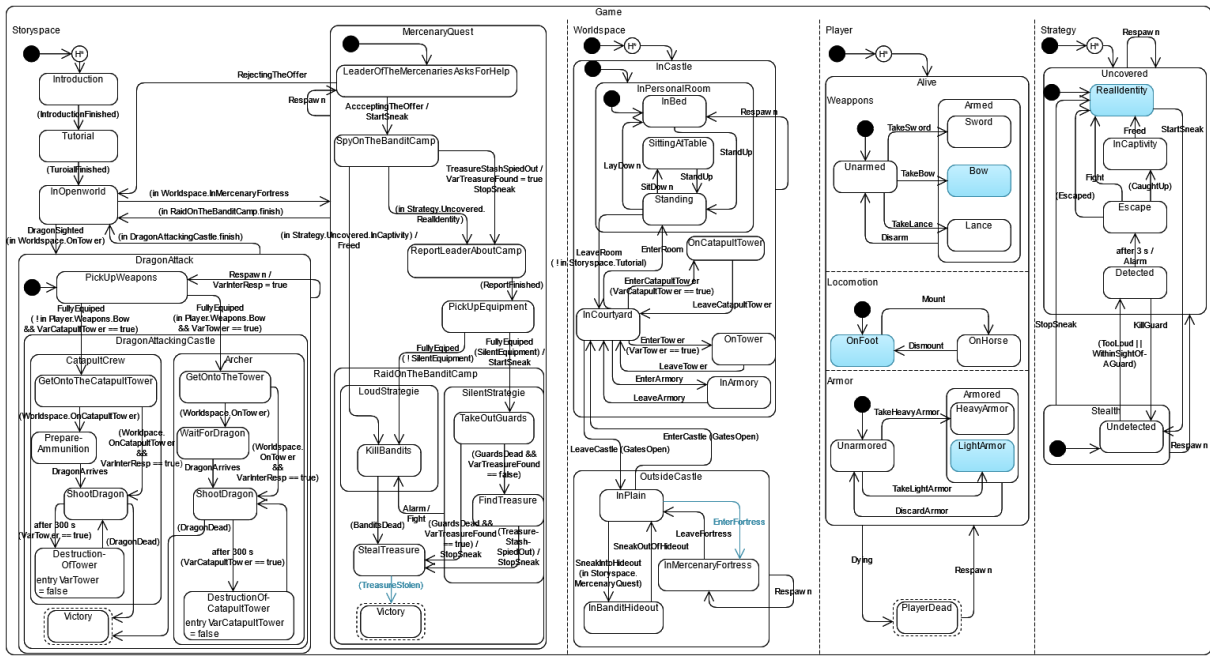 Game
Storyspace
H*
Introduction
(IntroductionFinished)
Tutorial
(TuroialFinished)
InOpenworld
DragonSighted
(in Worldspace.OnTower)
RejectingTheOffer
(in Worldspace.InMercenaryFortress)
(in RaidOnTheBanditCamp.finish)
(in DragonAttackingCastle.finish)
DragonAttack
PickUpWeapons
Respawn /
VarInterResp = true
FullyEquiped
( ! in Player.Weapons.Bow
&& VarCatapultTower == true)
FullyEquiped
(in Player.Weapons.Bow
&& VarTower == true)
DragonAttackingCastle
CatapultCrew
GetOntoTheCatapultTower
(Worldspace.OnCatapultTower)
Prepare-
Ammunition
DragonArrives
(Worldpace.
OnCatapultTower
&&
VarInterResp == true)
ShootDragon
after 300 s
(VarTower == true)
(DragonDead)
Destruction-
OfTower
entry VarTower
= false
Victory
Archer
GetOntoTheTower
(Worldspace.OnTower)
WaitForDragon
DragonArrives
(Worldspace.
OnTower
&&
VarInterResp == true)
ShootDragon
(DragonDead)
after 300 s
(VarCatapultTower == true)
DestructionOf-
CatapultTower
entry VarCatapultTower
= false
MercenaryQuest
LeaderOfTheMercenariesAsksForHelp
Respawn
AccceptingTheOffer /
StartSneak
SpyOnTheBanditCamp
TreasureStashSpiedOut /
VarTreasureFound = true
StopSneak
(in Strategy.Uncovered.
RealIdentity)
(in Strategy.Uncovered.InCaptivity) /
Freed
ReportLeaderAboutCamp
(ReportFinished)
PickUpEquipment
FullyEqiped
( ! SilentEquipment)
FullyEquiped
(SilentEquipment) /
StartSneak
RaidOnTheBanditCamp
LoudStrategie
KillBandits
SilentStrategie
TakeOutGuards
(GuardsDead &&
VarTreasureFound
== false)
FindTreasure
Alarm /
Fight
(BanditsDead)
(GuardsDead &&
VarTreasureFound
== true) /
StopSneak
(Treasure-
Stash-
SpiedOut) /
StopSneak
StealTreasure
(TreasureStolen)
Victory
Worldspace
H*
InCastle
InPersonalRoom
InBed
SittingAtTable
StandUp
StandUp
LayDown
SitDown
Standing
Respawn
LeaveRoom
( ! in Storyspace.Tutorial)
EnterRoom
OnCatapultTower
EnterCatapultTower
(VarCatapultTower == true)
LeaveCatapultTower
InCourtyard
EnterTower
(VarTower == true)
OnTower
LeaveTower
EnterArmory
InArmory
LeaveArmory
EnterCastle (GatesOpen)
LeaveCastle (GatesOpen)
OutsideCastle
InPlain
EnterFortress
LeaveFortress
SneakOutOfHideout
SneakIntoHideout
(in Storyspace.
MercenaryQuest)
InMercenaryFortress
InBanditHideout
Respawn
Player
H*
Alive
Weappons
Armed
Sword
TakeSword
Unarmed
TakeBow
Bow
TakeLance
Lance
Disarm
Locomotion
Mount
OnFoot
Dismount
OnHorse
Armor
Armored
TakeHeavyArmor
HeavyArmor
Unarmored
LightArmor
TakeLightArmor
DiscardArmor
Dying
Respawn
PlayerDead
Strategy
H*
Respawn
Uncovered
RealIdentity
Freed
StartSneak
InCaptivity
Fight
(CaughtUp)
(Escaped)
Escape
after 3 s /
Alarm
Detected
StopSneak
KillGuard
(TooLoud ||
WithinSightOf-
AGuard)
Stealth
Undetected
Respawn